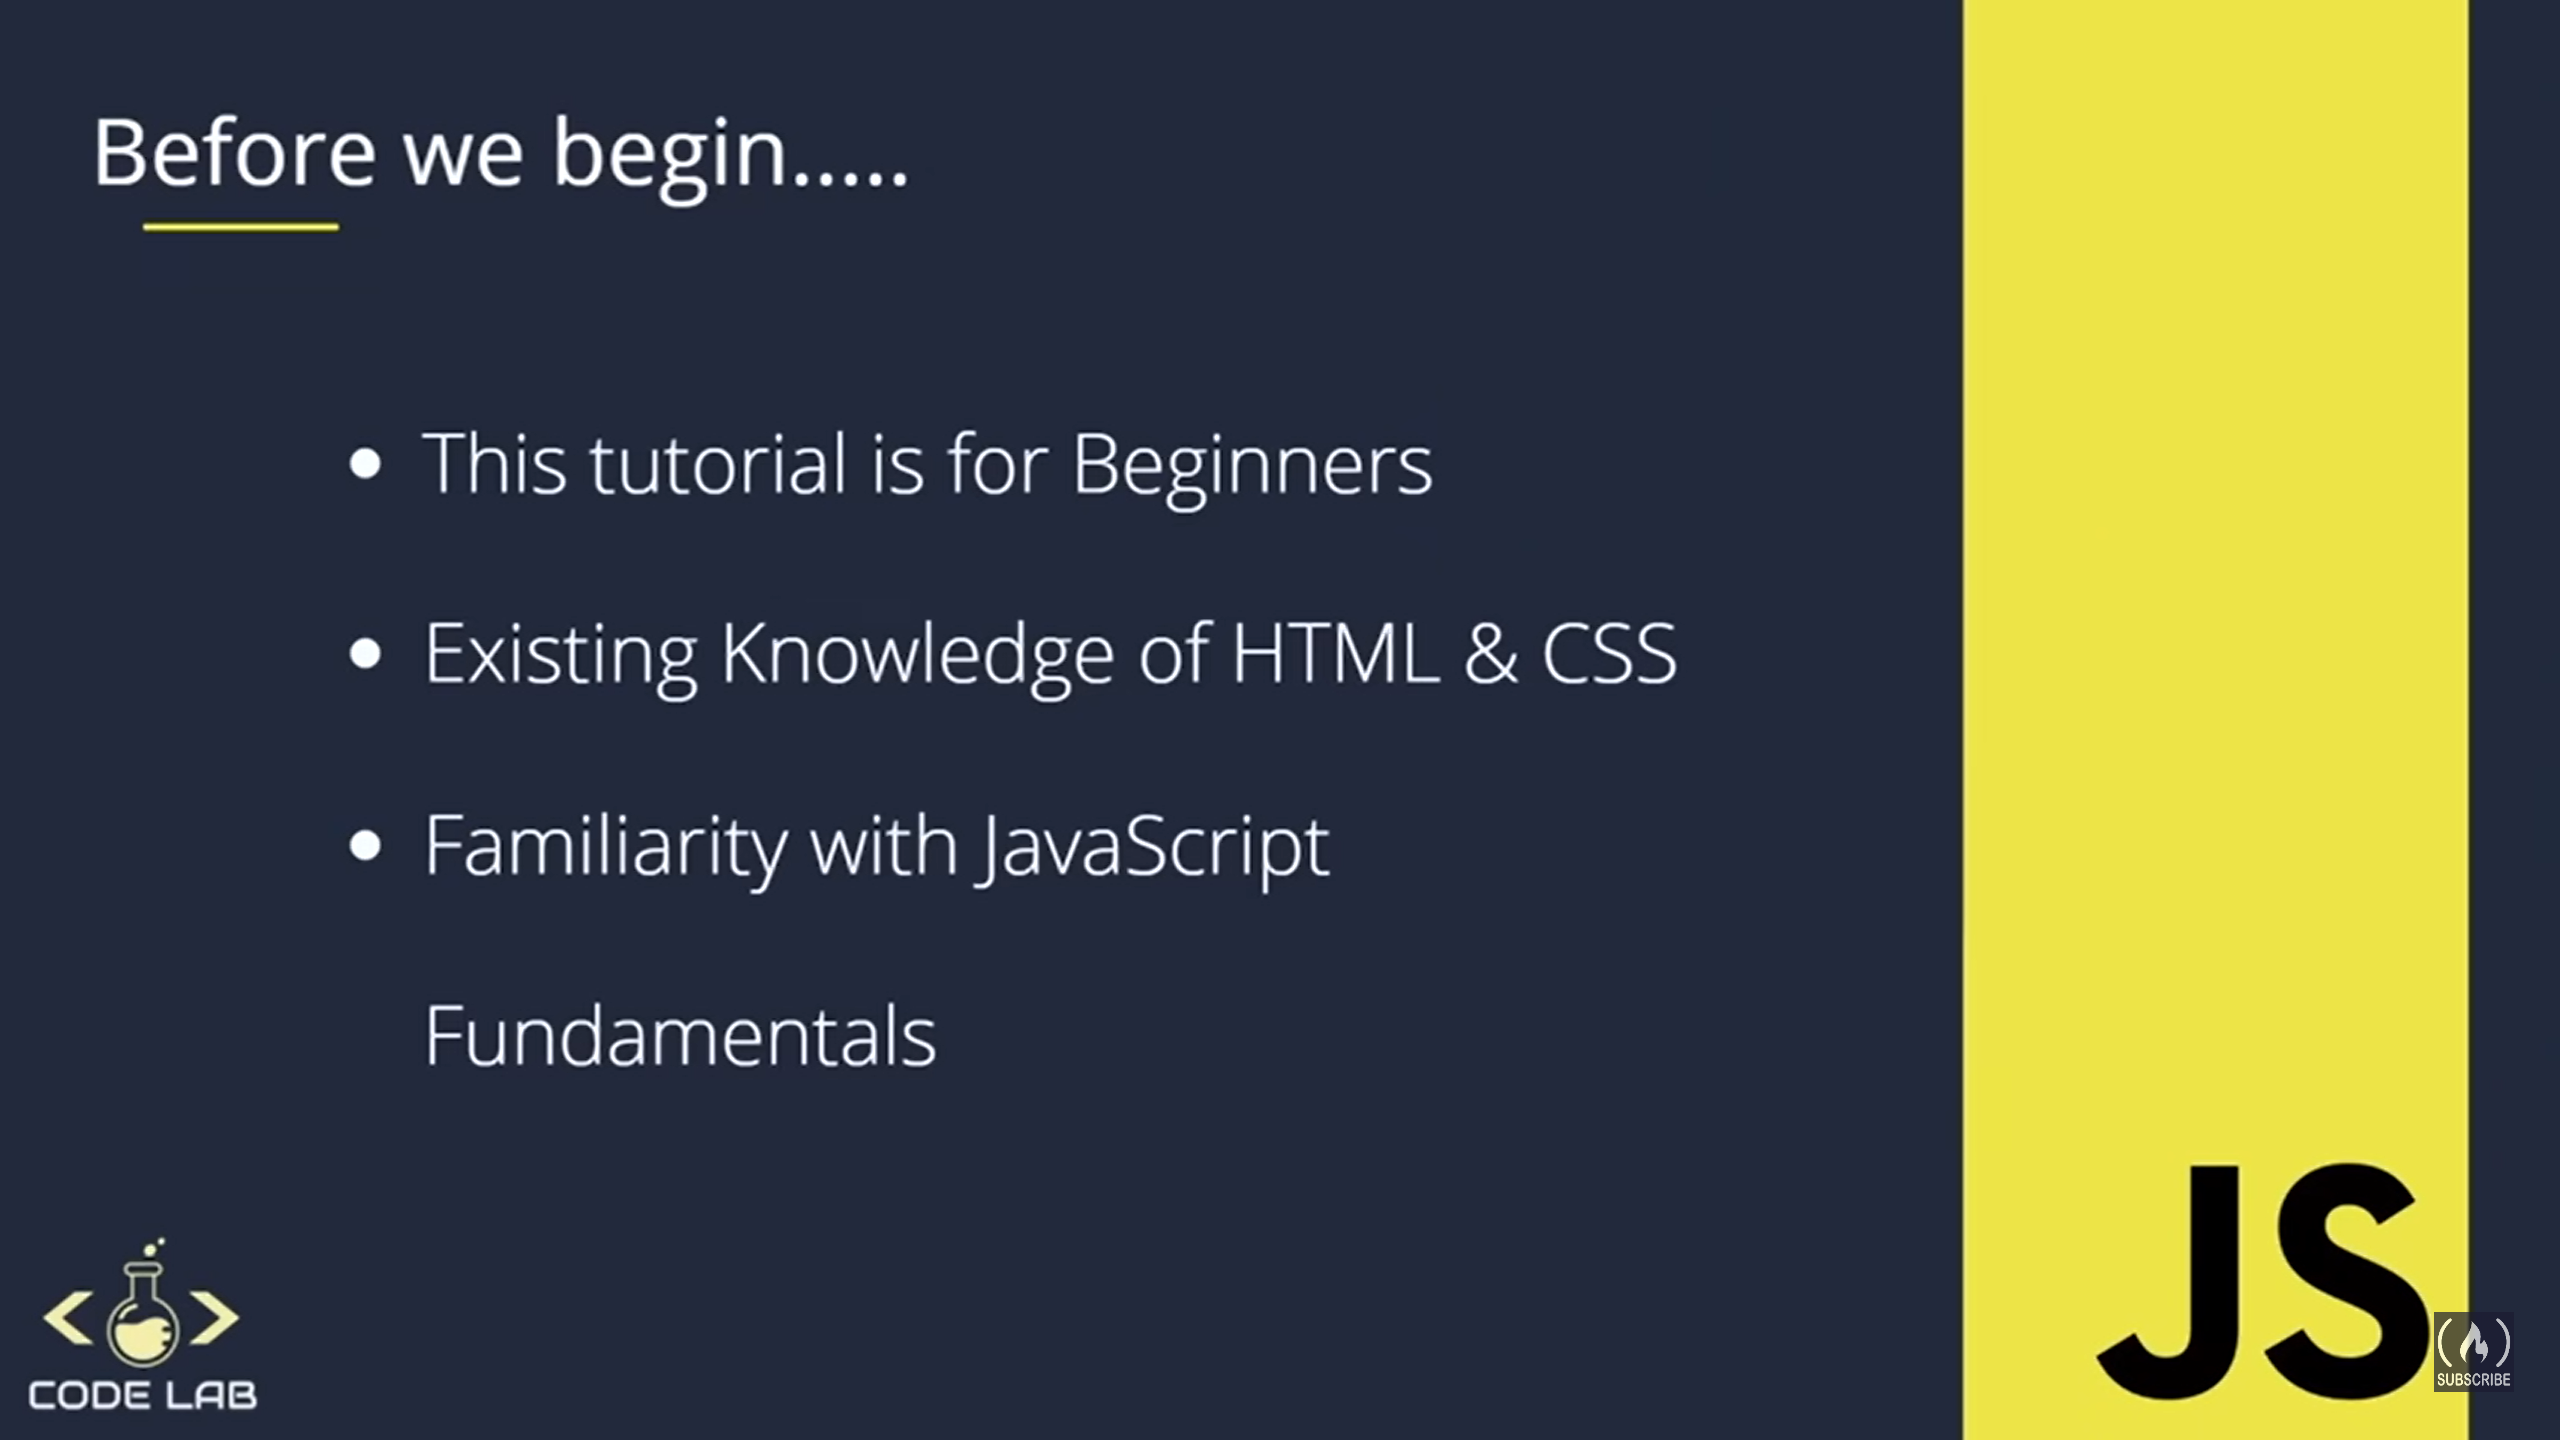 Before we begin.....
• This tutorial is for Beginners
• Existing Knowledge of HTML & CSS
• Familiarity with JavaScript
Fundamentals
JS
SUBSCRIBE
CODE LAB